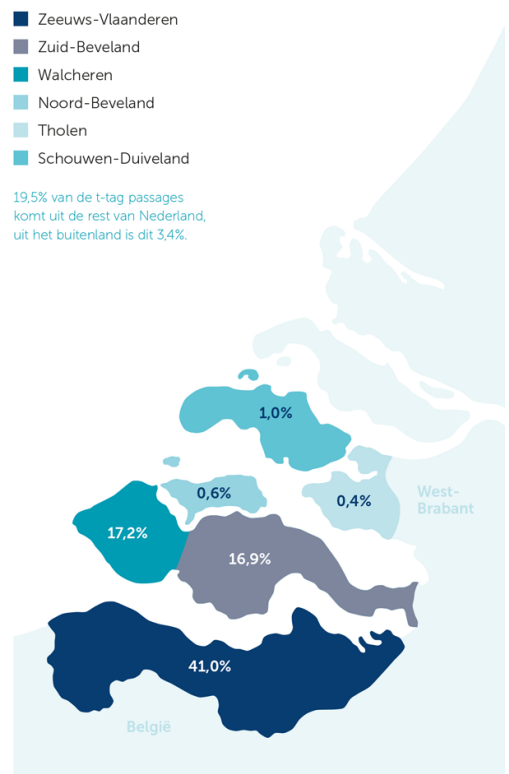 Zeeuws-Vlaanderen
Zuid-Beveland
Walcheren
Noord-Beveland
Tholen
Schouwen-Duiveland
19,5% van de t-tag passages
komt uit de rest van Nederland,
uit het buitenland is dit 3,4%.
1,0%
0,6%
0,4%
West-
Brabant
17,2%
16,9%
41,0%
België